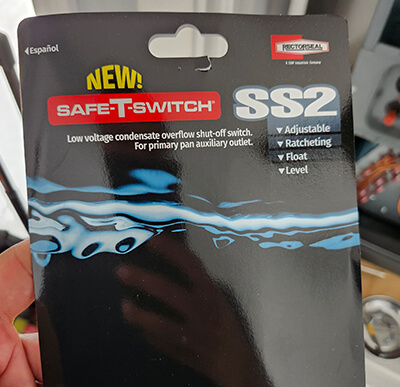 Español
RECTORSEAL
NEW!
SAFE-T-SWITCH®
SS2
Low voltage condensate overflow shut-off switch.
For primary pan auxiliary outlet.
Adjustable
Ratcheting
Float
Level